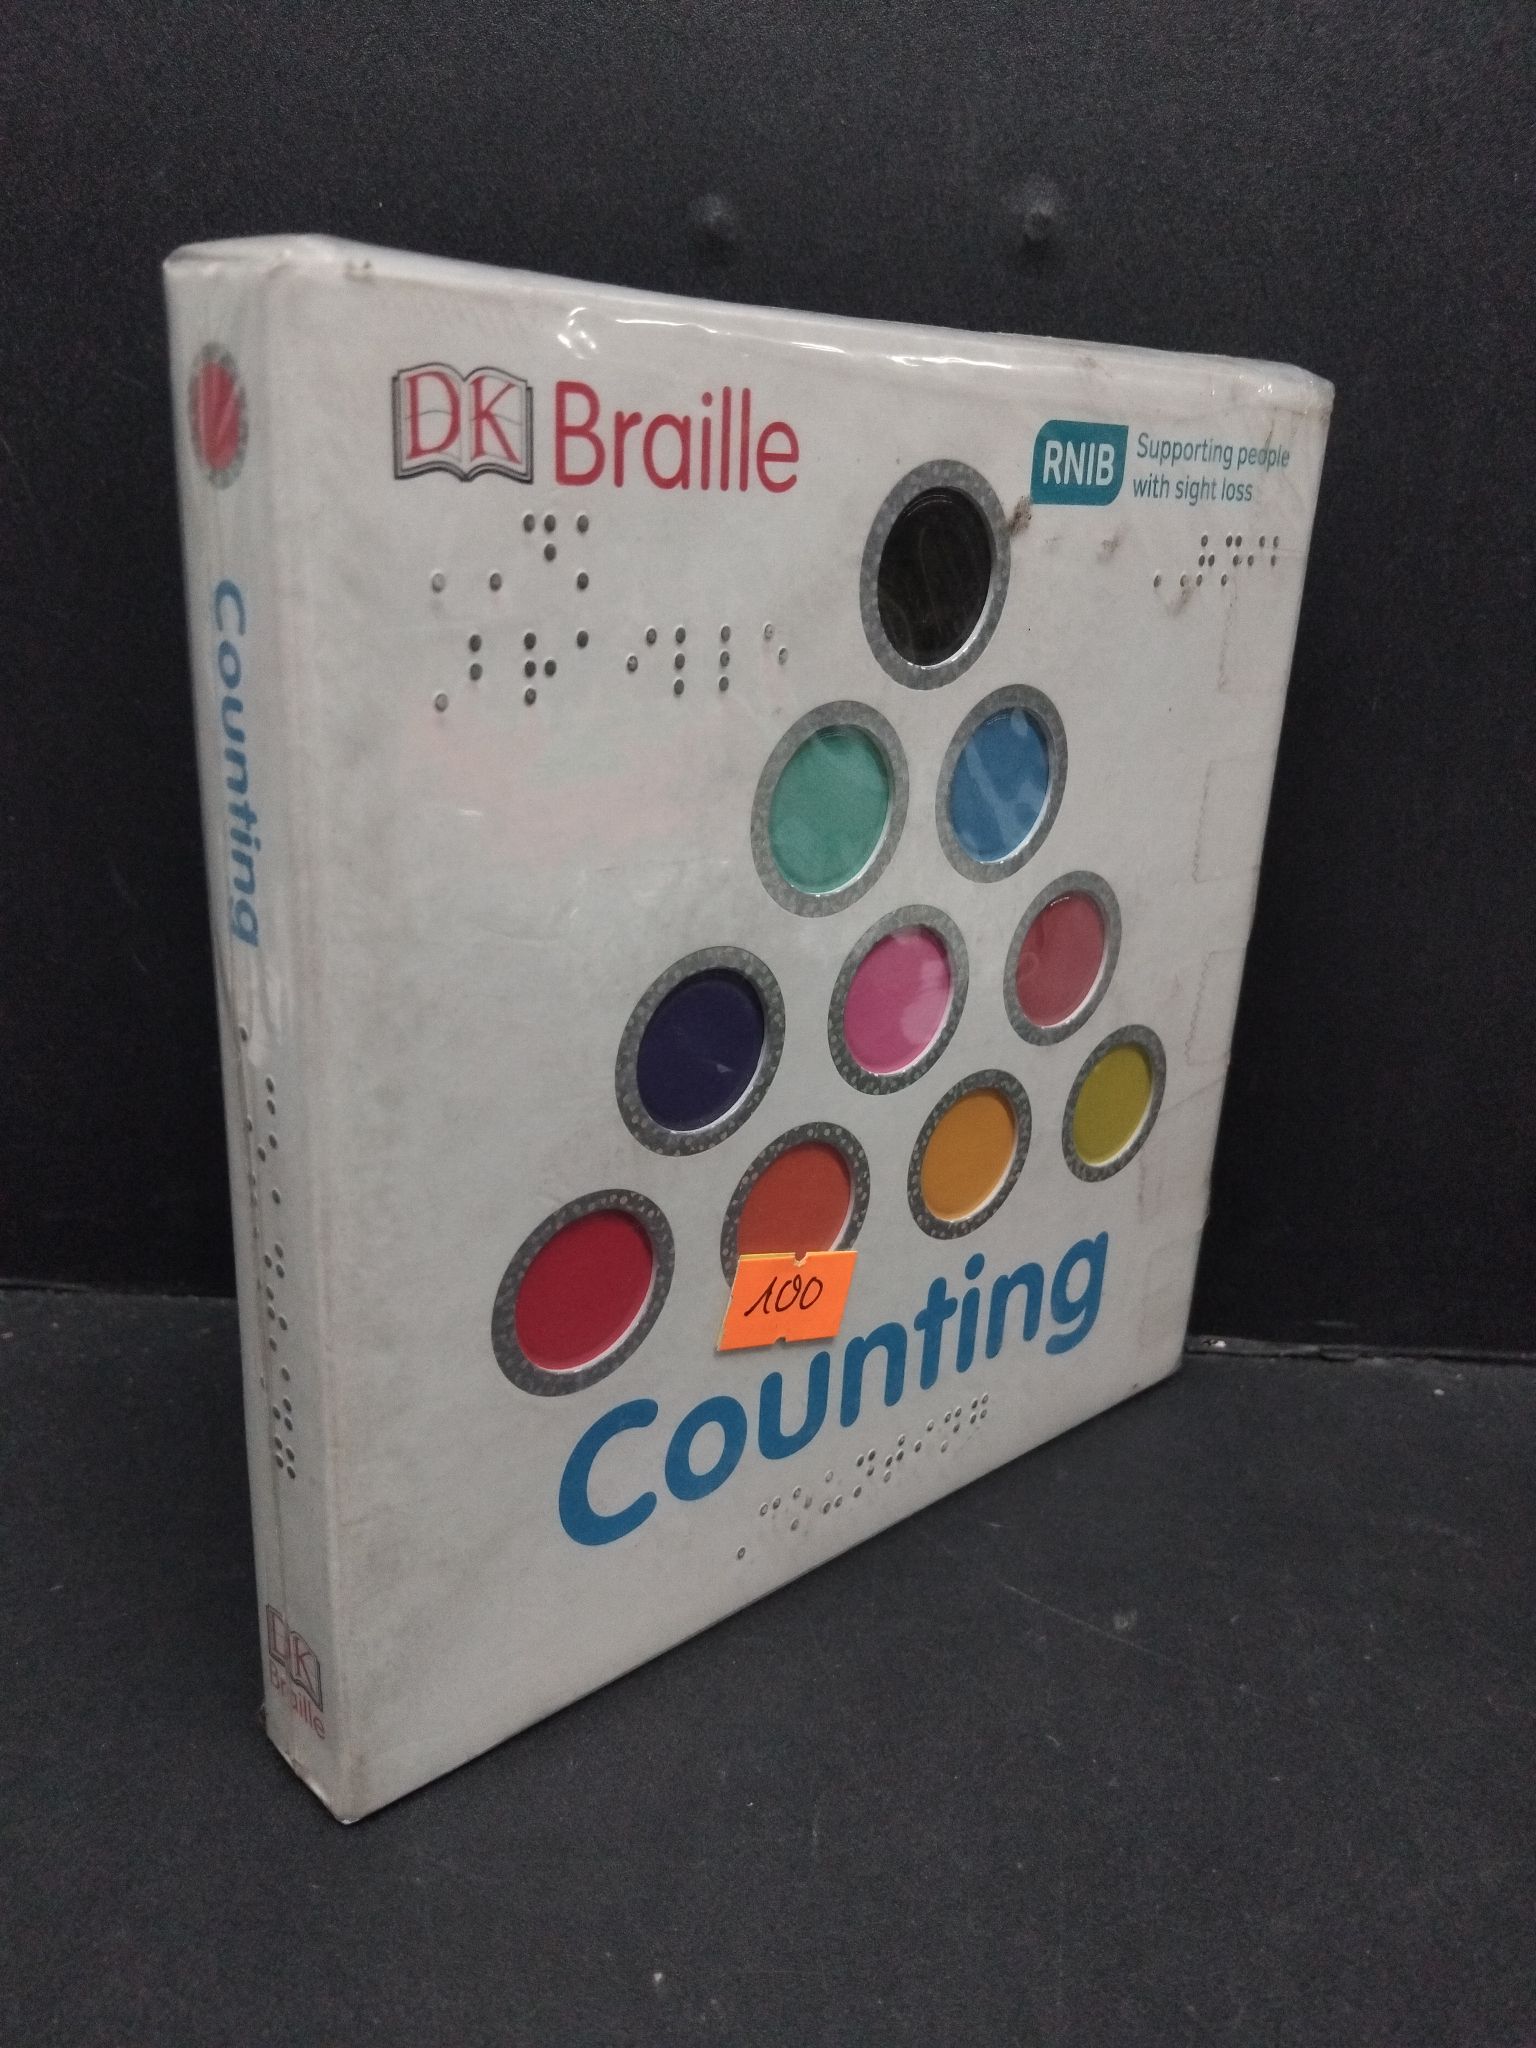 DK Braille
RNIB Supporting people
with sight loss
100
Counting
Counting
DK
Braille